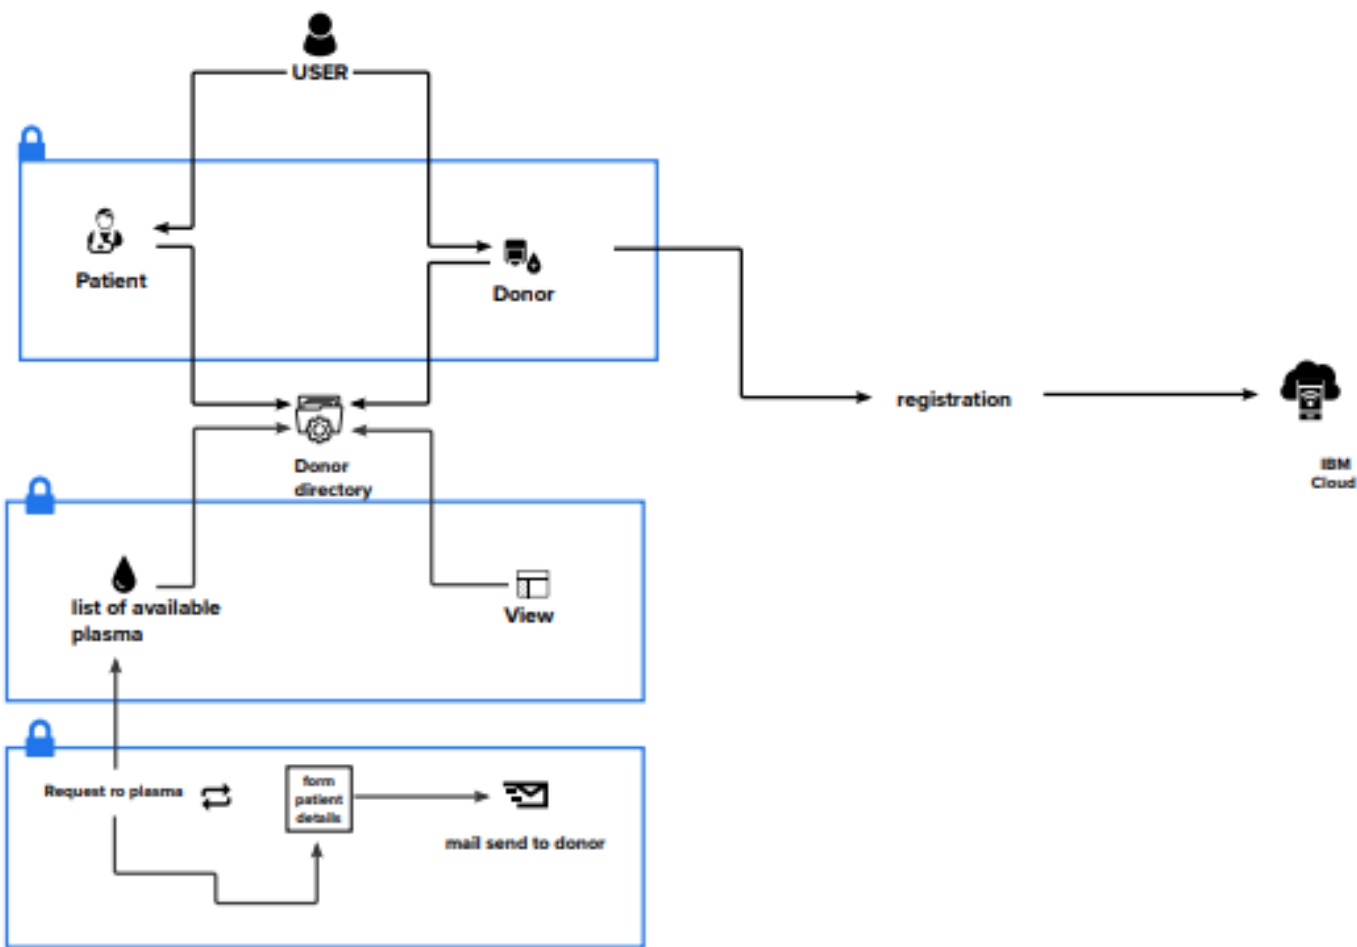 USER
Patient
Donor
registration
IBM
Cloud
Donor
directory
list of available
plasma
View
Request ro plasma
form
patient
details
mail send to donor